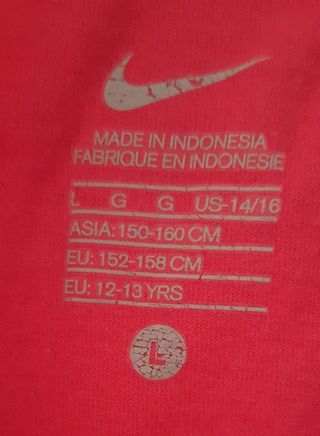 MADE IN INDONESIA
FABRIQUE EN INDONESIE
L G G US-14/16
ASIA: 150-160 CM
EU: 152-158 CM
EU: 12-13 YRS
L